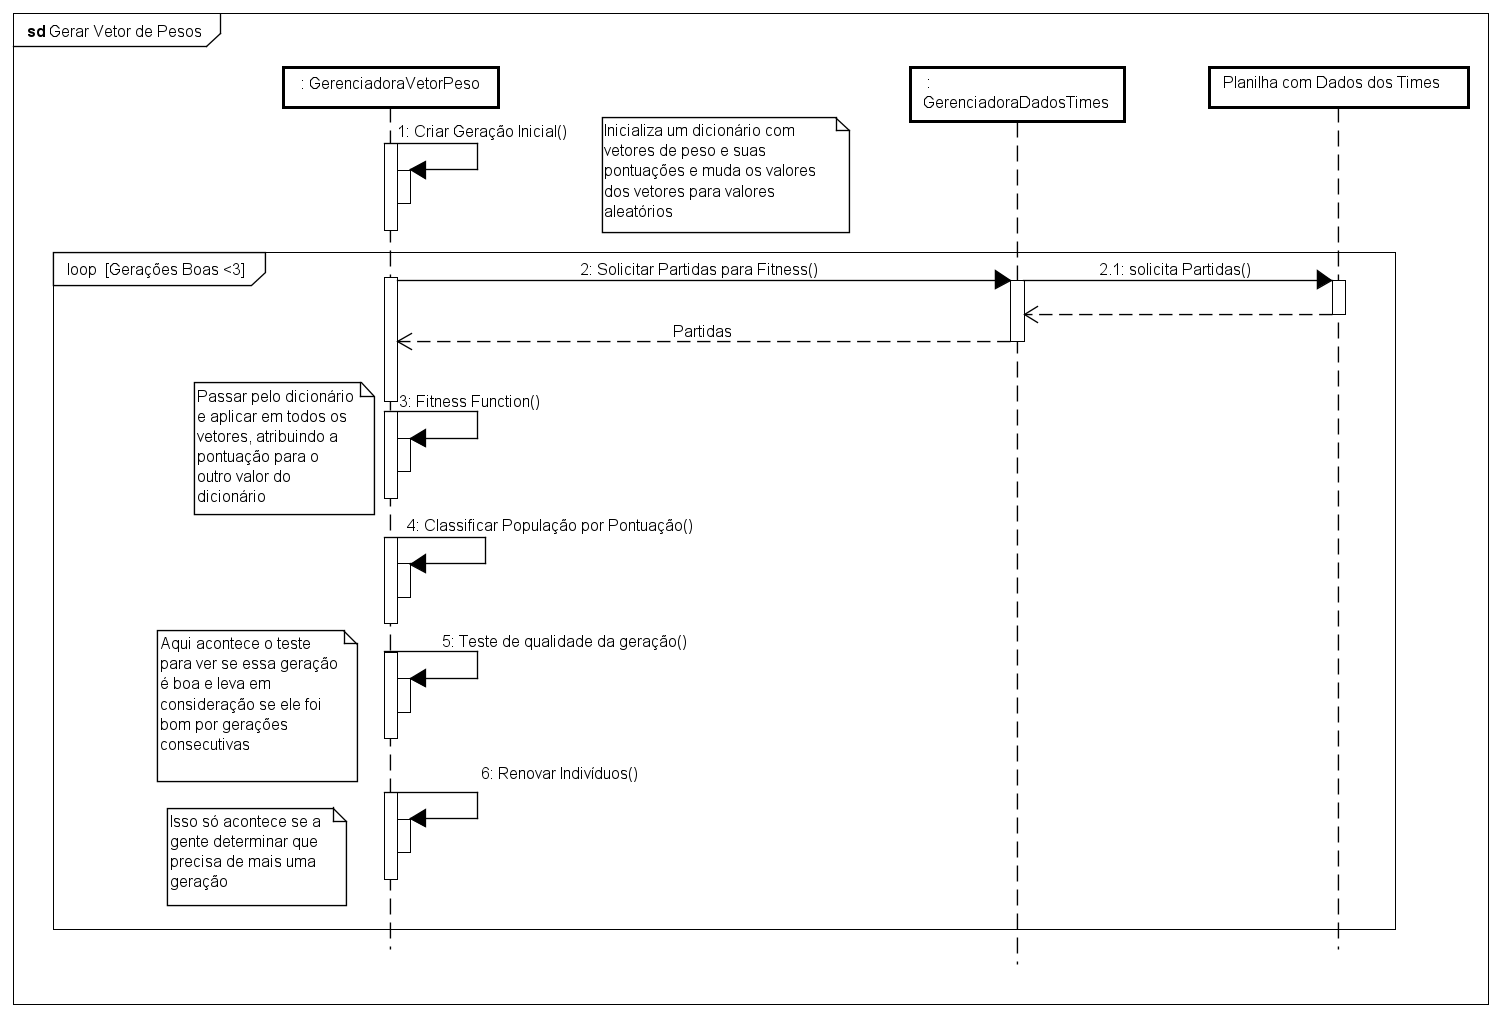 sd Gerar Vetor de Pesos
: GerenciadoraVetorPeso
:
GerenciadoraDadosTimes
Planilha com Dados dos Times
1: Criar Geração Inicial()
Inicializa um dicionário com
vetores de peso e suas
pontuações e muda os valores
dos vetores para valores
aleatórios
loop [Gerações Boas <3]
2: Solicitar Partidas para Fitness()
2.1: solicita Partidas()
Partidas
Passar pelo dicionário
e aplicar em todos os
vetores, atribuindo a
pontuação para o
outro valor do
dicionário
3: Fitness Function()
4: Classificar População por Pontuação()
Aqui acontece o teste
para ver se essa geração
é boa e leva em
consideração se ele foi
bom por gerações
consecutivas
5: Teste de qualidade da geração()
6: Renovar Indivíduos()
Isso só acontece se a
gente determinar que
precisa de mais uma
geração